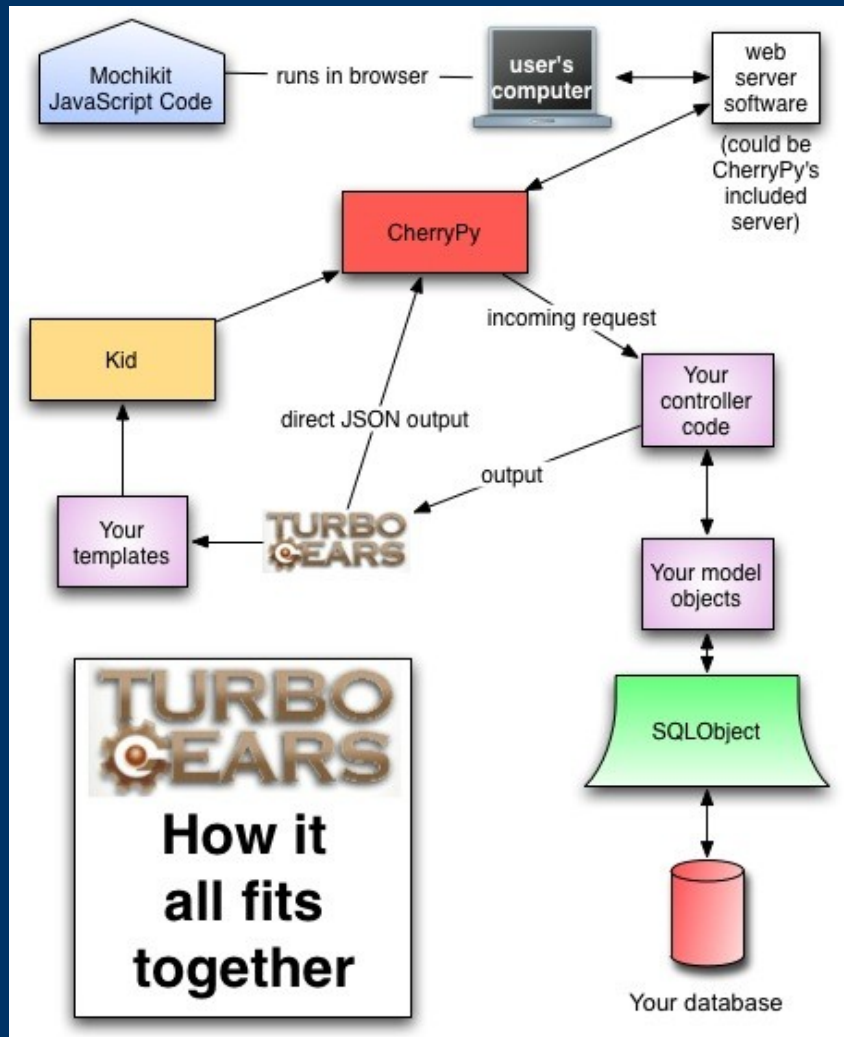 Mochikit
JavaScript Code
runs in browser
user's
computer
web
server
software
(could be
CherryPy's
included
server)
CherryPy
incoming request
Kid
Your
controller
code
direct JSON output
output
Your
templates
TURBO
GEARS
Your model
objects
TURBO
GEARS
How it
all fits
together
SQLObject
Your database